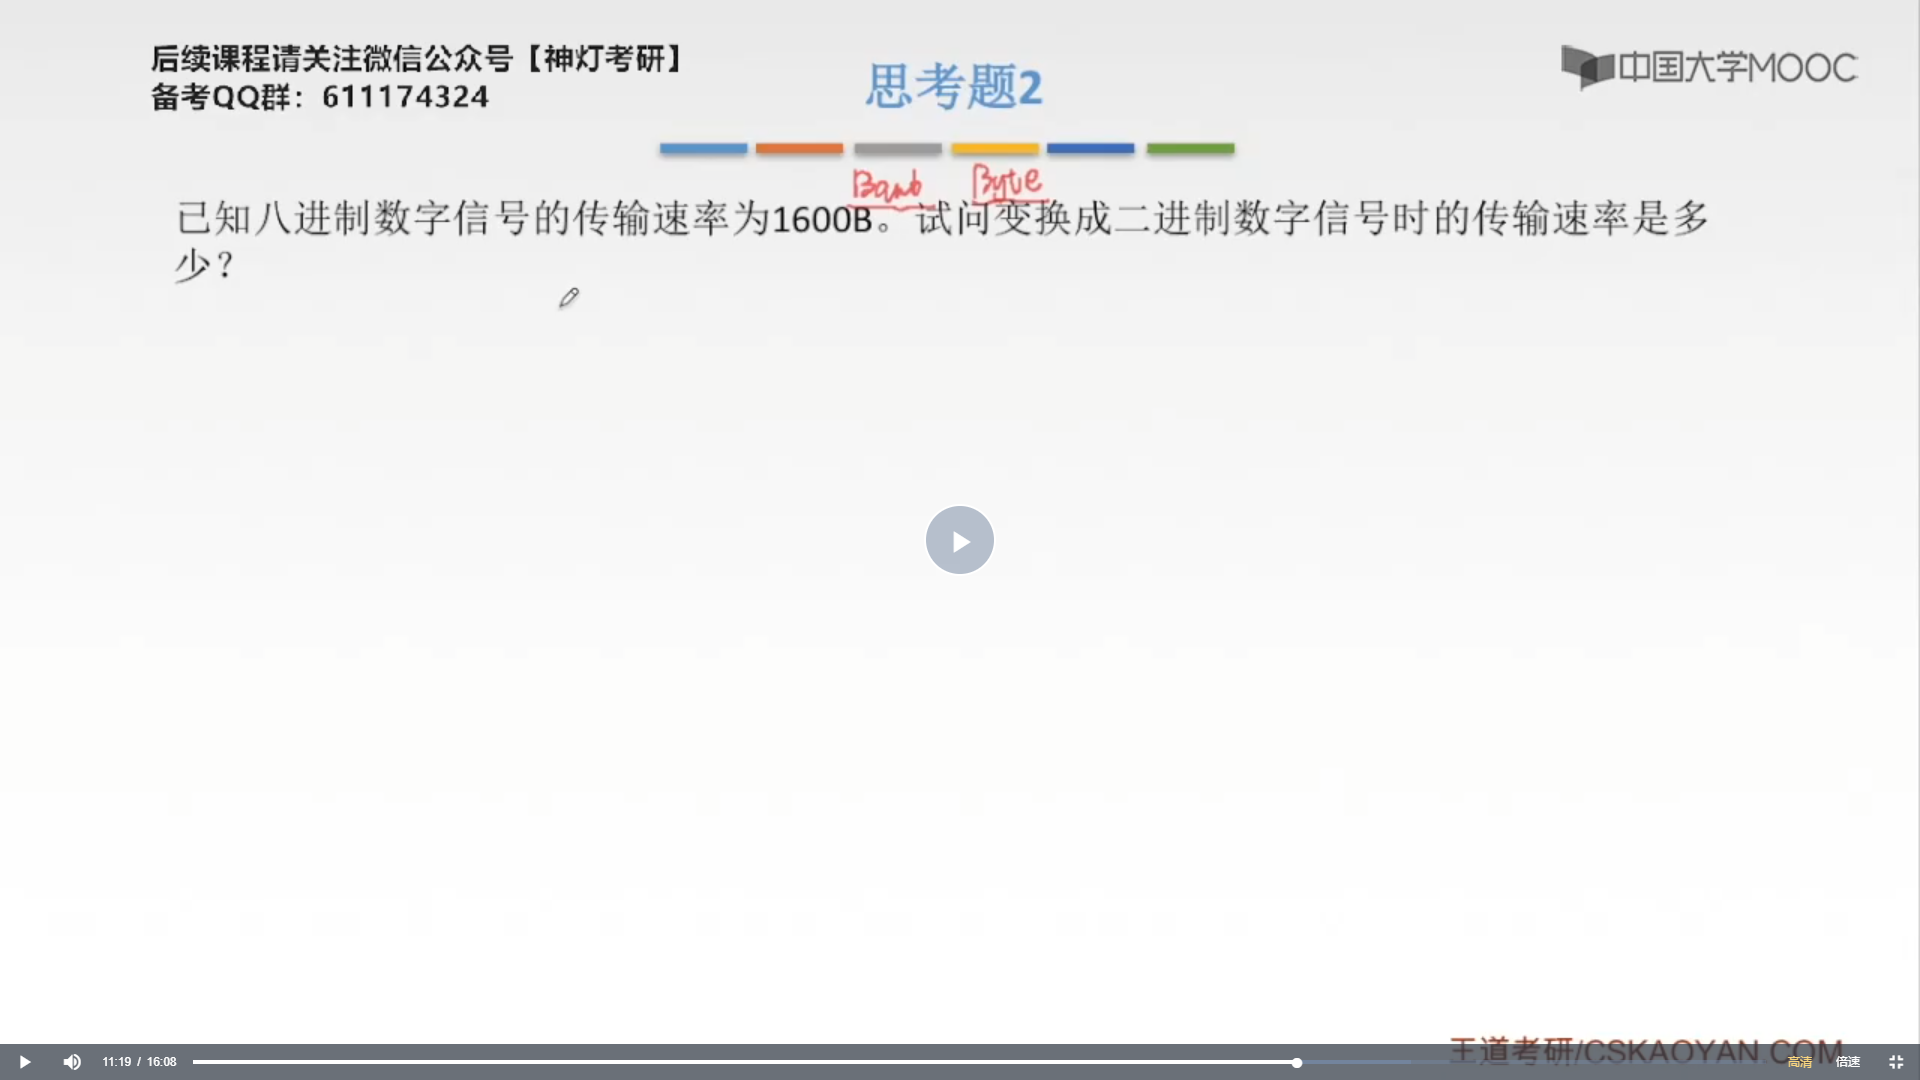 后续课程请关注微信公众号【神灯考研】
备考QQ群：611174324
思考题2
中国大学MOOC
Baud Byte
已知八进制数字信号的传输速率为1600B。试问变换成二进制数字信号时的传输速率是多
少？
王道考研/CSKAOYAN.COM
11:19 / 16:08
高清 倍速